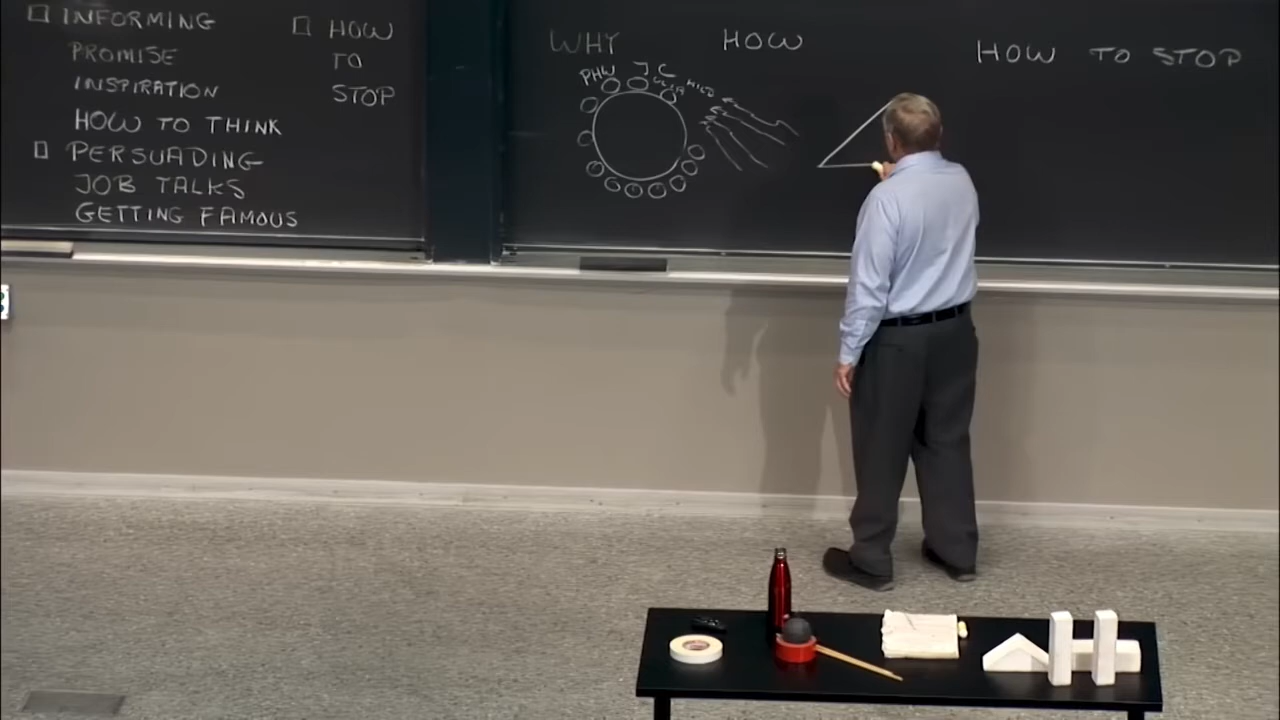 INFORMING
PROMISE
INSPIRATION
HOW TO THINK
PERSUADING
JOB TALKS
GETTING FAMOUS
HOW
TO
STOP
WHY
HOW
HOW TO STOP
PHW
J C